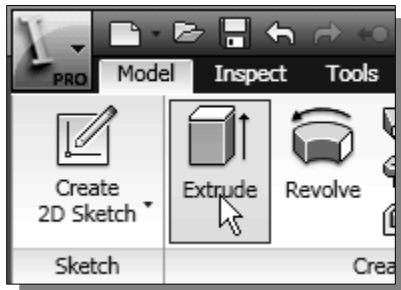 PRO
Model Inspect Tools
Create
2D Sketch
Extrude
Revolve
Sketch